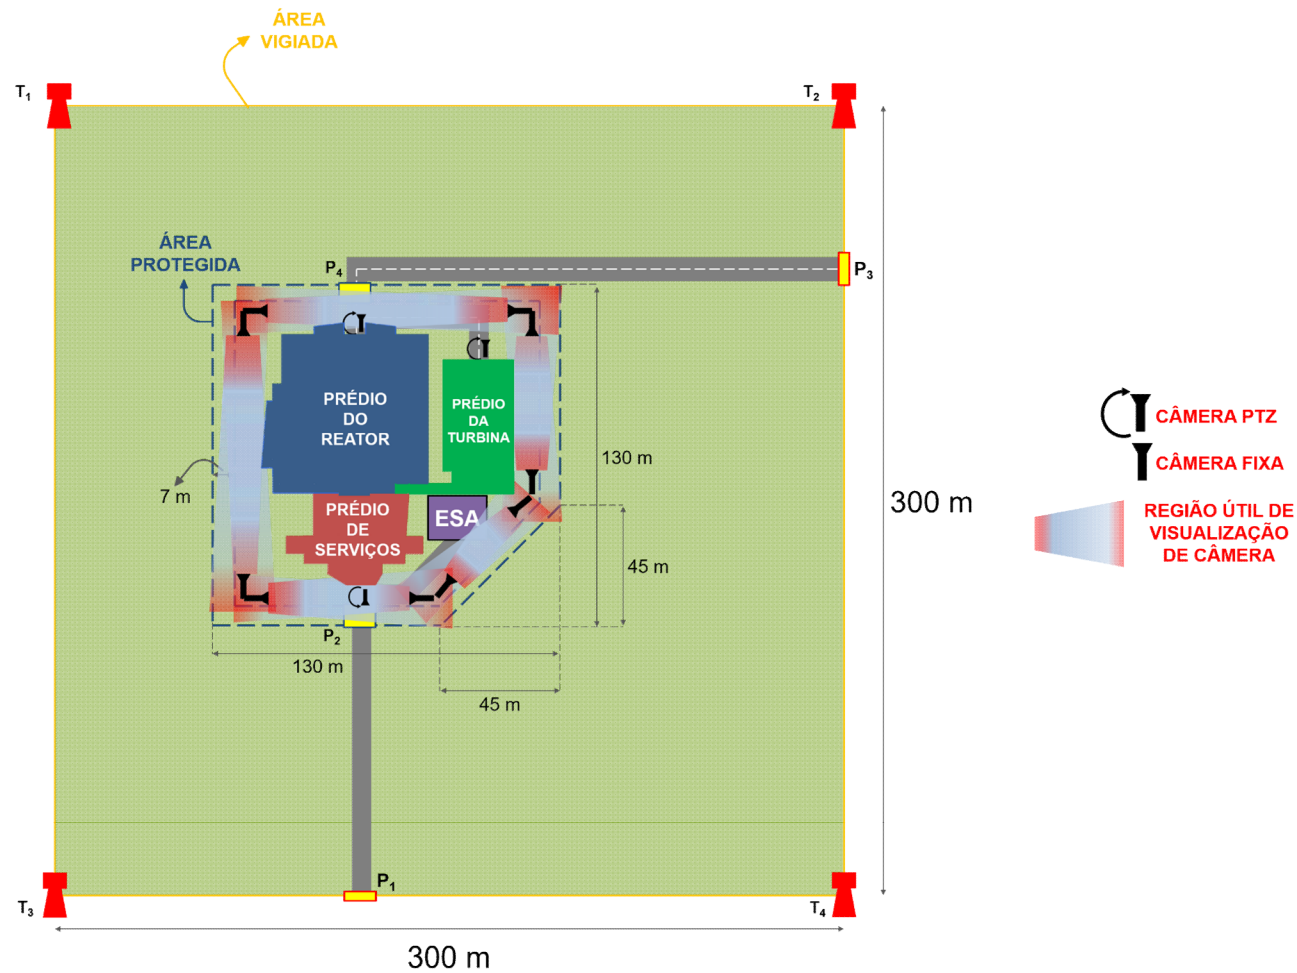 ÁREA
VIGIADA
T1
T2
ÁREA
PROTEGIDA
P4
P3
PRÉDIO
DO
REATOR
PRÉDIO
DA
TURBINA
CÂMERA PTZ
CÂMERA FIXA
130 m
7 m
300 m
PRÉDIO
DE
SERVIÇOS
ESA
REGIÃO ÚTIL DE
VISUALIZAÇÃO
DE CÂMERA
45 m
P2
130 m
45 m
P1
T3
T4
300 m